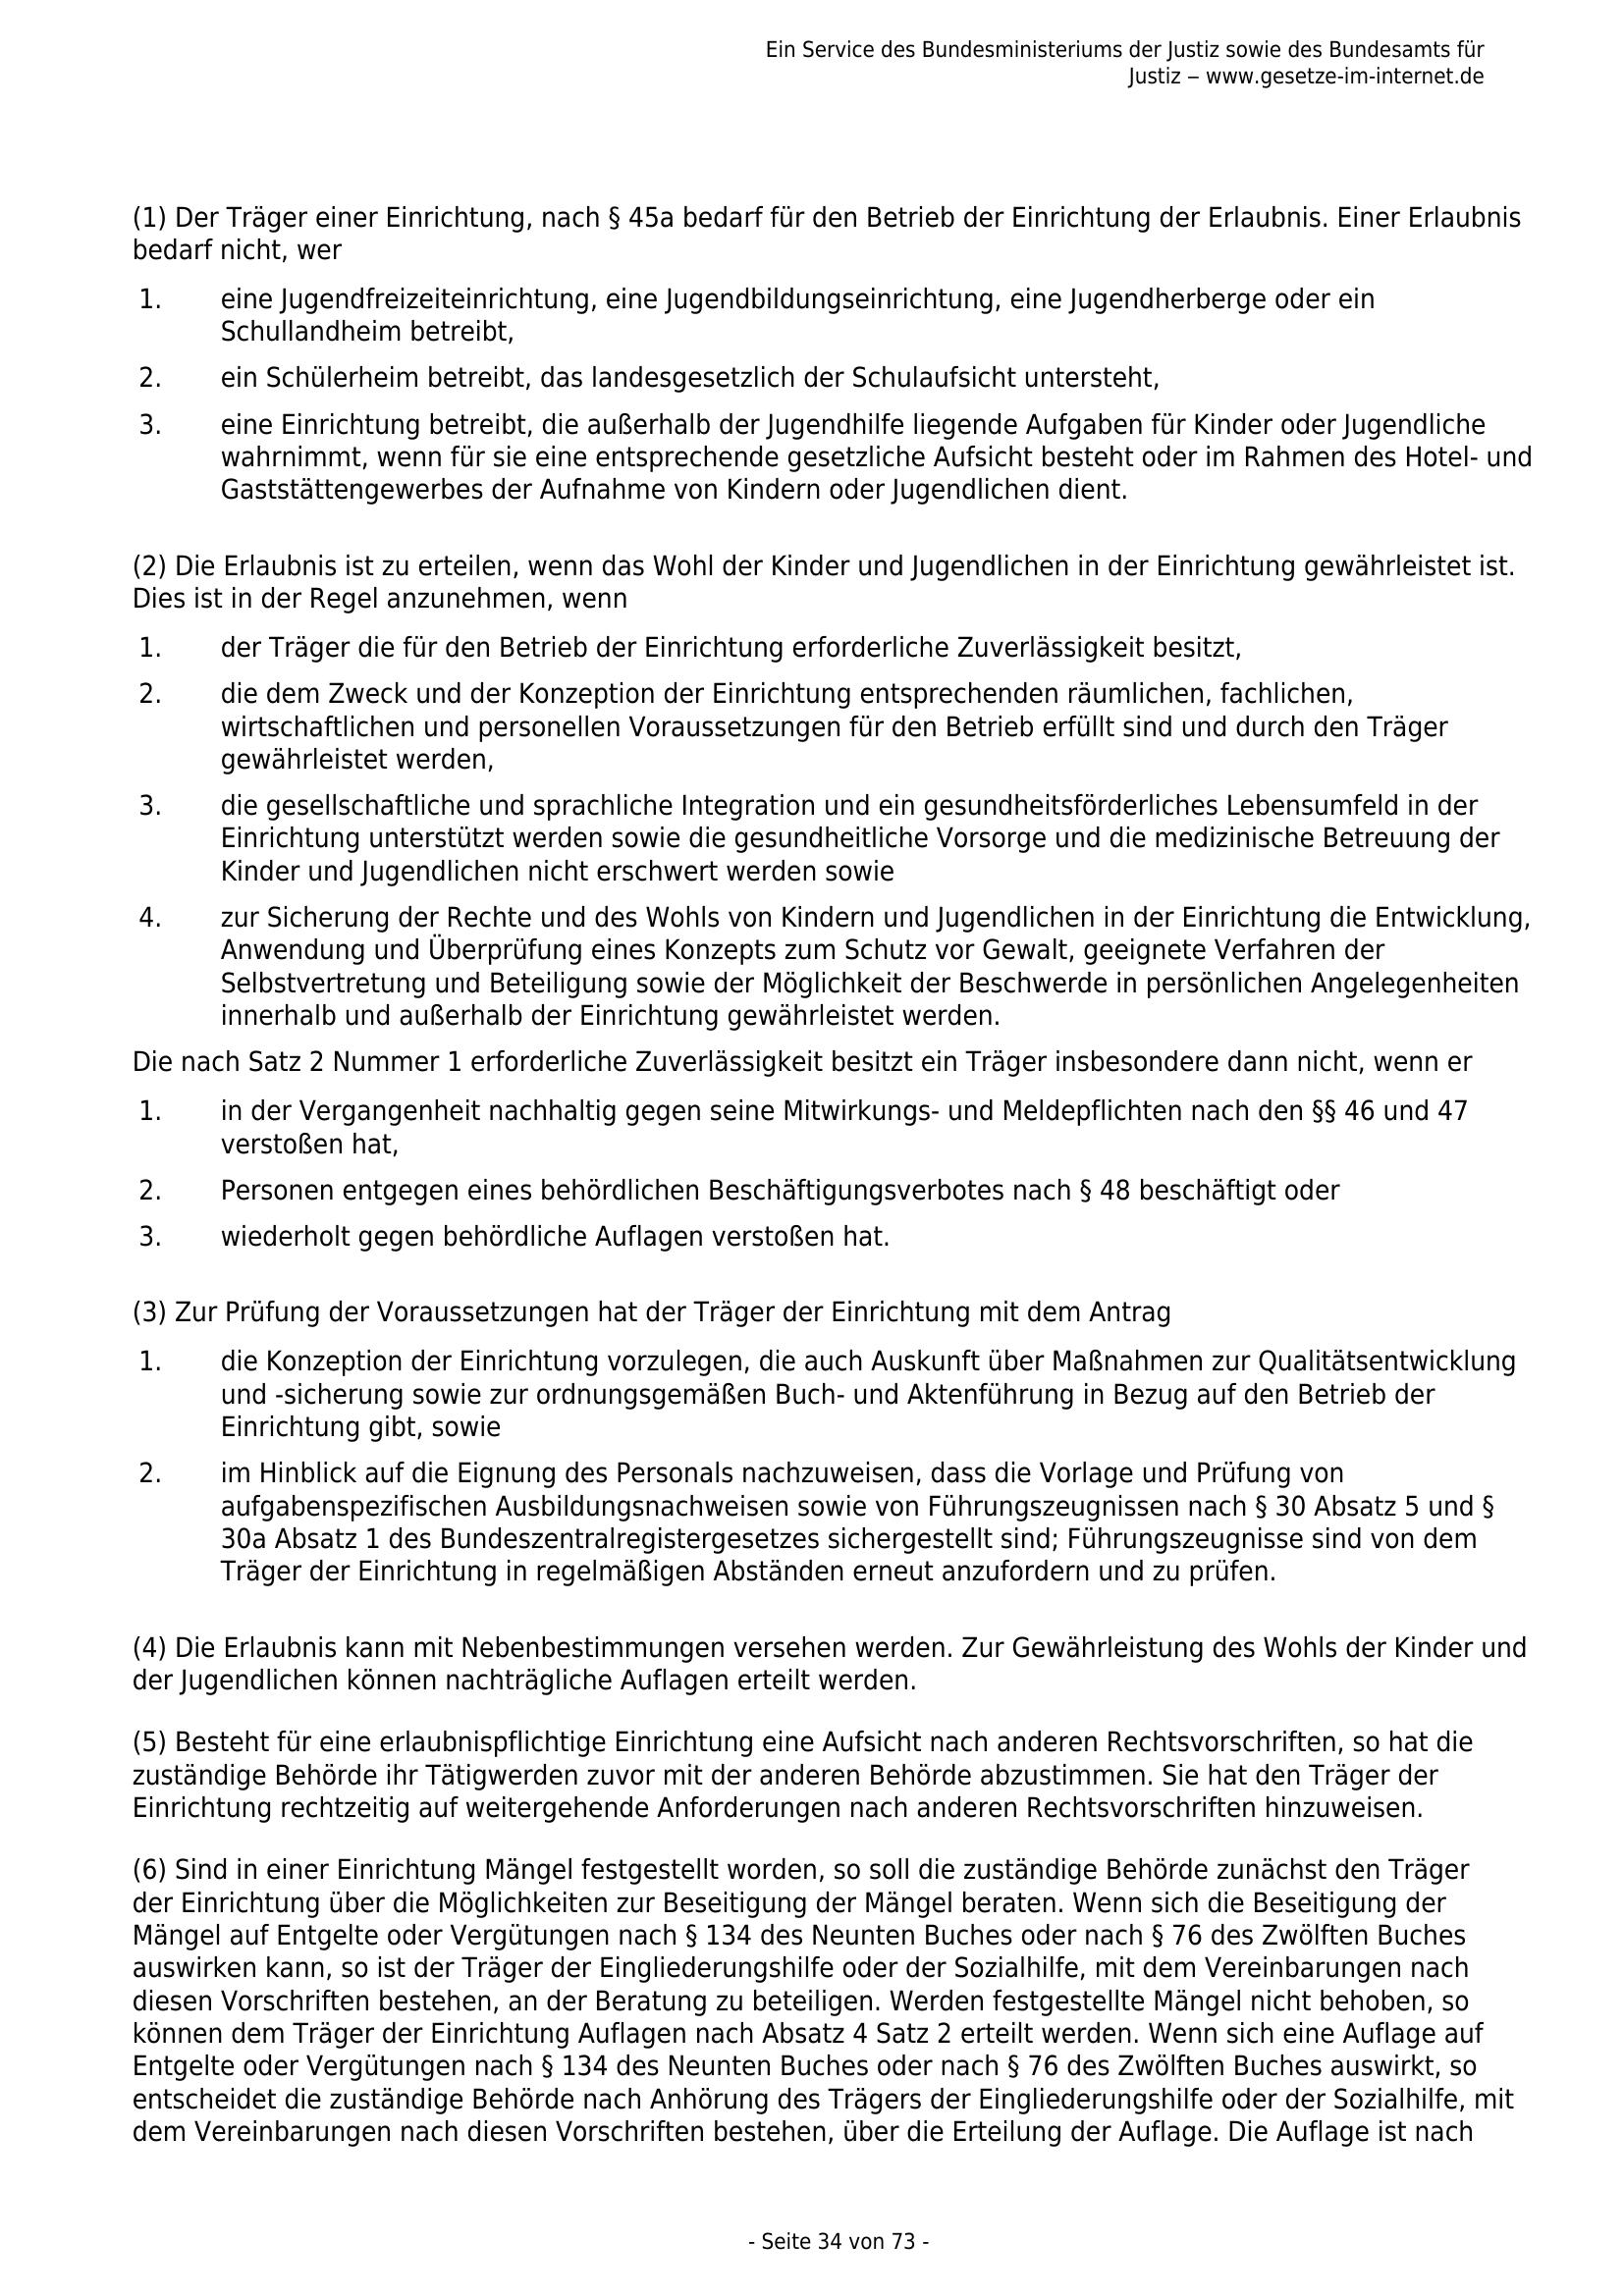 Ein Service des Bundesministeriums der Justiz sowie des Bundesamts für
Justiz ‒ www.gesetze-im-internet.de
(1) Der Träger einer Einrichtung, nach § 45a bedarf für den Betrieb der Einrichtung der Erlaubnis. Einer Erlaubnis
bedarf nicht, wer
1. eine Jugendfreizeiteinrichtung, eine Jugendbildungseinrichtung, eine Jugendherberge oder ein
Schullandheim betreibt,
2. ein Schülerheim betreibt, das landesgesetzlich der Schulaufsicht untersteht,
3. eine Einrichtung betreibt, die außerhalb der Jugendhilfe liegende Aufgaben für Kinder oder Jugendliche
wahrnimmt, wenn für sie eine entsprechende gesetzliche Aufsicht besteht oder im Rahmen des Hotel- und
Gaststättengewerbes der Aufnahme von Kindern oder Jugendlichen dient.
(2) Die Erlaubnis ist zu erteilen, wenn das Wohl der Kinder und Jugendlichen in der Einrichtung gewährleistet ist.
Dies ist in der Regel anzunehmen, wenn
1. der Träger die für den Betrieb der Einrichtung erforderliche Zuverlässigkeit besitzt,
2. die dem Zweck und der Konzeption der Einrichtung entsprechenden räumlichen, fachlichen,
wirtschaftlichen und personellen Voraussetzungen für den Betrieb erfüllt sind und durch den Träger
gewährleistet werden,
3. die gesellschaftliche und sprachliche Integration und ein gesundheitsförderliches Lebensumfeld in der
Einrichtung unterstützt werden sowie die gesundheitliche Vorsorge und die medizinische Betreuung der
Kinder und Jugendlichen nicht erschwert werden sowie
4. zur Sicherung der Rechte und des Wohls von Kindern und Jugendlichen in der Einrichtung die Entwicklung,
Anwendung und Überprüfung eines Konzepts zum Schutz vor Gewalt, geeignete Verfahren der
Selbstvertretung und Beteiligung sowie der Möglichkeit der Beschwerde in persönlichen Angelegenheiten
innerhalb und außerhalb der Einrichtung gewährleistet werden.
Die nach Satz 2 Nummer 1 erforderliche Zuverlässigkeit besitzt ein Träger insbesondere dann nicht, wenn er
1. in der Vergangenheit nachhaltig gegen seine Mitwirkungs- und Meldepflichten nach den §§ 46 und 47
verstoßen hat,
2. Personen entgegen eines behördlichen Beschäftigungsverbotes nach § 48 beschäftigt oder
3. wiederholt gegen behördliche Auflagen verstoßen hat.
(3) Zur Prüfung der Voraussetzungen hat der Träger der Einrichtung mit dem Antrag
1. die Konzeption der Einrichtung vorzulegen, die auch Auskunft über Maßnahmen zur Qualitätsentwicklung
und -sicherung sowie zur ordnungsgemäßen Buch- und Aktenführung in Bezug auf den Betrieb der
Einrichtung gibt, sowie
2. im Hinblick auf die Eignung des Personals nachzuweisen, dass die Vorlage und Prüfung von
aufgabenspezifischen Ausbildungsnachweisen sowie von Führungszeugnissen nach § 30 Absatz 5 und §
30a Absatz 1 des Bundeszentralregistergesetzes sichergestellt sind; Führungszeugnisse sind von dem
Träger der Einrichtung in regelmäßigen Abständen erneut anzufordern und zu prüfen.
(4) Die Erlaubnis kann mit Nebenbestimmungen versehen werden. Zur Gewährleistung des Wohls der Kinder und
der Jugendlichen können nachträgliche Auflagen erteilt werden.
(5) Besteht für eine erlaubnispflichtige Einrichtung eine Aufsicht nach anderen Rechtsvorschriften, so hat die
zuständige Behörde ihr Tätigwerden zuvor mit der anderen Behörde abzustimmen. Sie hat den Träger der
Einrichtung rechtzeitig auf weitergehende Anforderungen nach anderen Rechtsvorschriften hinzuweisen.
(6) Sind in einer Einrichtung Mängel festgestellt worden, so soll die zuständige Behörde zunächst den Träger
der Einrichtung über die Möglichkeiten zur Beseitigung der Mängel beraten. Wenn sich die Beseitigung der
Mängel auf Entgelte oder Vergütungen nach § 134 des Neunten Buches oder nach § 76 des Zwölften Buches
auswirken kann, so ist der Träger der Eingliederungshilfe oder der Sozialhilfe, mit dem Vereinbarungen nach
diesen Vorschriften bestehen, an der Beratung zu beteiligen. Werden festgestellte Mängel nicht behoben, so
können dem Träger der Einrichtung Auflagen nach Absatz 4 Satz 2 erteilt werden. Wenn sich eine Auflage auf
Entgelte oder Vergütungen nach § 134 des Neunten Buches oder nach § 76 des Zwölften Buches auswirkt, so
entscheidet die zuständige Behörde nach Anhörung des Trägers der Eingliederungshilfe oder der Sozialhilfe, mit
dem Vereinbarungen nach diesen Vorschriften bestehen, über die Erteilung der Auflage. Die Auflage ist nach
- Seite 34 von 73 -